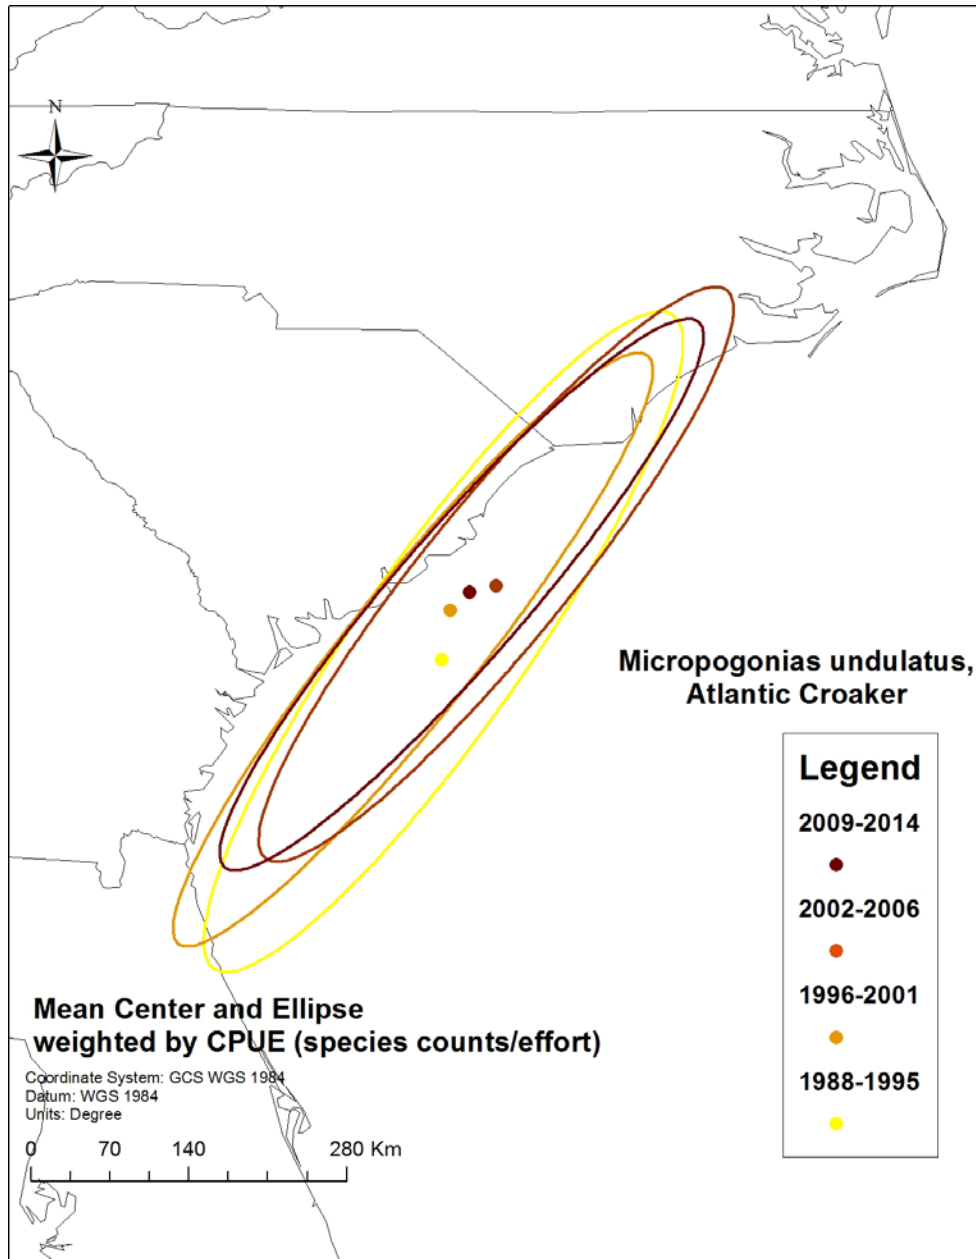 N
Micropogonias undulatus,
Atlantic Croaker
Legend
2009-2014
2002-2006
1996-2001
1988-1995
Mean Center and Ellipse
weighted by CPUE (species counts/effort)
Coordinate System: GCS WGS 1984
Datum: WGS 1984
Units: Degree
0 70 140 280 Km